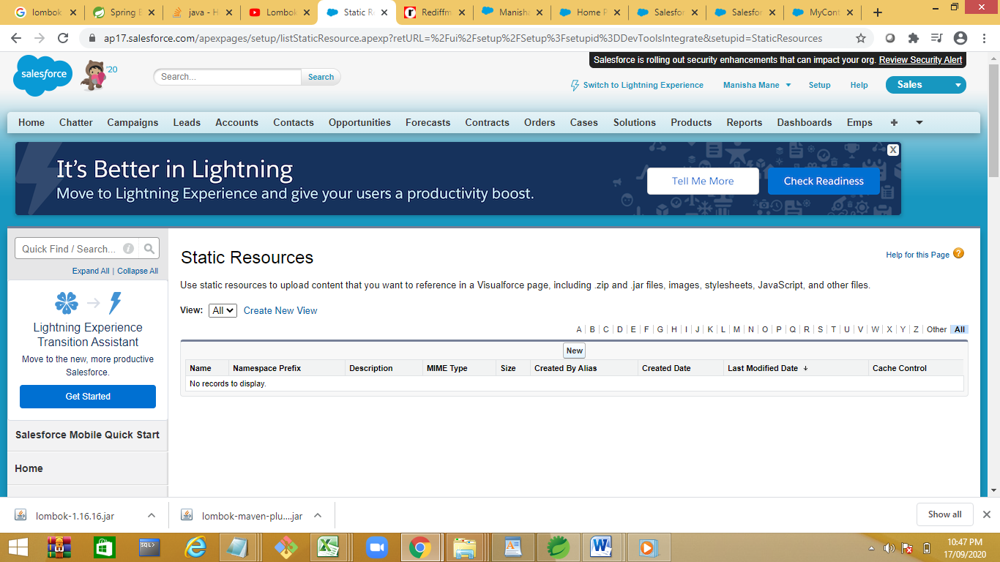 lombok
Spring E
java - H
Lombok
Static Re
Rediffm
Manisha
Home P
Salesfor
Salesfor
MyCont
ap17.salesforce.com/apexpages/setup/listStaticResource.apexp?retURL=%2Fui%2Fsetup%2FSetup%3Fsetupid%3DDevToolsIntegrate&setupid=StaticResources
Salesforce is rolling out security enhancements that can impact your org. Review Security Alert
salesforce '20 Search... Search
Switch to Lightning Experience Manisha Mane Setup Help Sales
Home Chatter Campaigns Leads Accounts Contacts Opportunities Forecasts Contracts Orders Cases Solutions Products Reports Dashboards Emps +
It's Better in Lightning X
Move to Lightning Experience and give your users a productivity boost.
Tell Me More Check Readiness
Quick Find / Search... i
Expand All | Collapse All
Lightning Experience
Transition Assistant
Move to the new, more productive
Salesforce.
Get Started
Salesforce Mobile Quick Start
Home
Static Resources
Help for this Page ?
Use static resources to upload content that you want to reference in a Visualforce page, including .zip and .jar files, images, stylesheets, JavaScript, and other files.
View: All Create New View
A | B | C | D | E | F | G | H | I | J | K | L | M | N | O | P | Q | R | S | T | U | V | W | X | Y | Z | Other All
New
Name Namespace Prefix Description MIME Type Size Created By Alias Created Date Last Modified Date ↓ Cache Control
No records to display.
lombok-1.16.16.jar
lombok-maven-plu....jar
Show all
SQL>
10:47 PM
17/09/2020